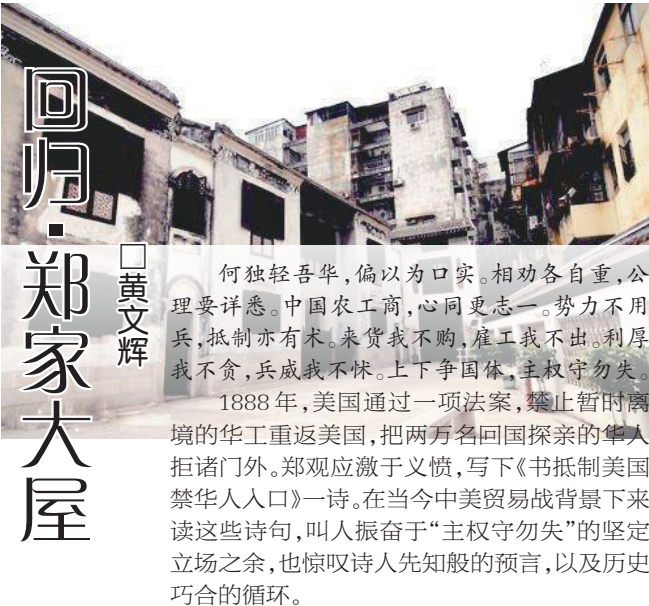 回归·郑家大屋
□黄文辉
何独轻吾华，偏以为口实。相劝各自重，公
理要详悉。中国农工商，心同更志一。势力不用
兵，抵制亦有术。来货我不购，雇工我不出。利厚
我不贪，兵威我不怵。上下争国体，主权守勿失。
1888年，美国通过一项法案，禁止暂时离
境的华工重返美国，把两万名回国探亲的华人
拒诸门外。郑观应激于义愤，写下《书抵制美国
禁华人入口》一诗。在当今中美贸易战背景下来
读这些诗句，叫人振奋于“主权守勿失”的坚定
立场之余，也惊叹诗人先知般的预言，以及历史
巧合的循环。